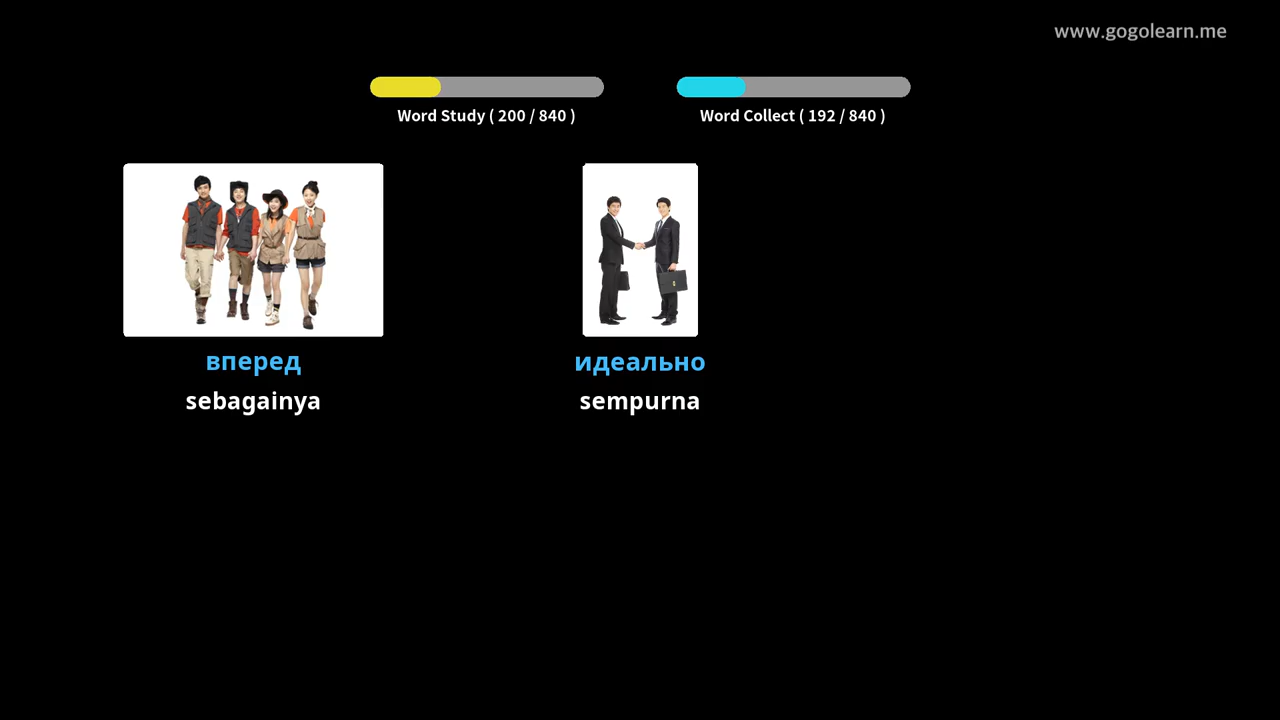 www.gogolearn.me
Word Study ( 200 / 840 )
Word Collect ( 192 / 840 )
вперед
sebagainya
идеально
sempurna